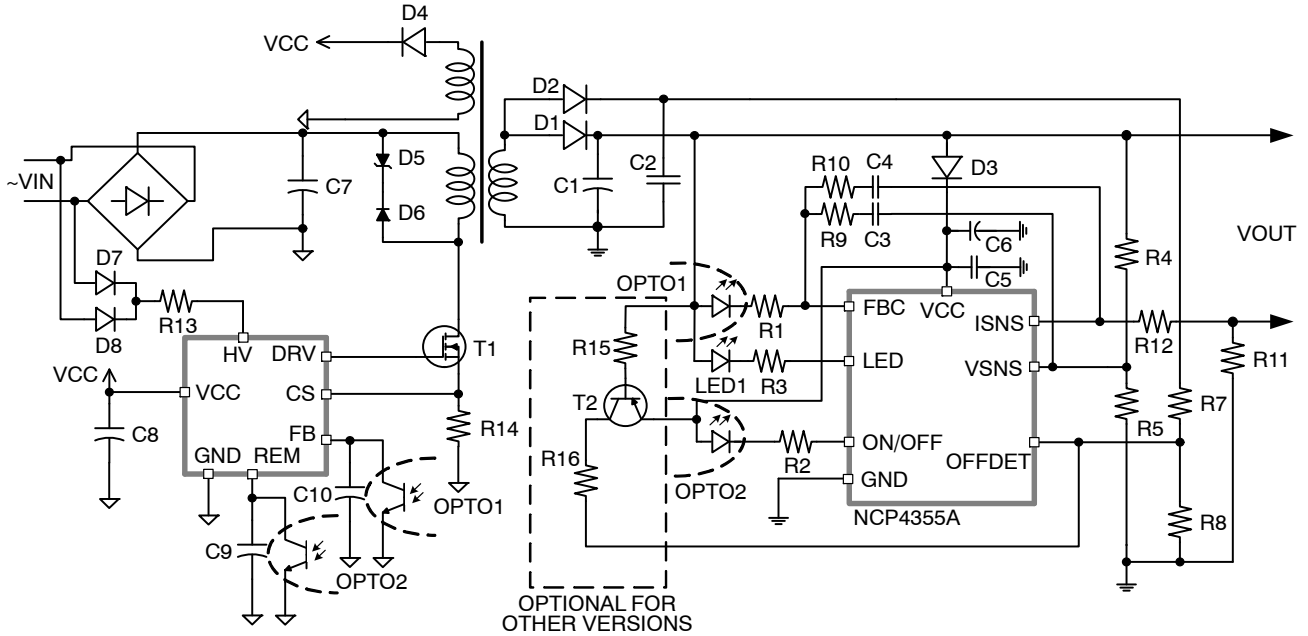 D4
VCC
D2
D1
D5
D6
C7
C1
C2
~VIN
D7
D8
R13
HV
DRV
VCC
CS
FB
GND
REM
VCC
C8
T1
R14
C10
OPTO1
C9
OPTO2
R10
C4
R9
C3
D3
C6
C5
R4
VOUT
OPTO1
R1
FBC
VCC
ISNS
R12
R11
R15
LED1
R3
LED
VSNS
T2
R5
R7
R16
OPTO2
R2
ON/OFF
OFFDET
GND
NCP4355A
R8
OPTIONAL FOR
OTHER VERSIONS